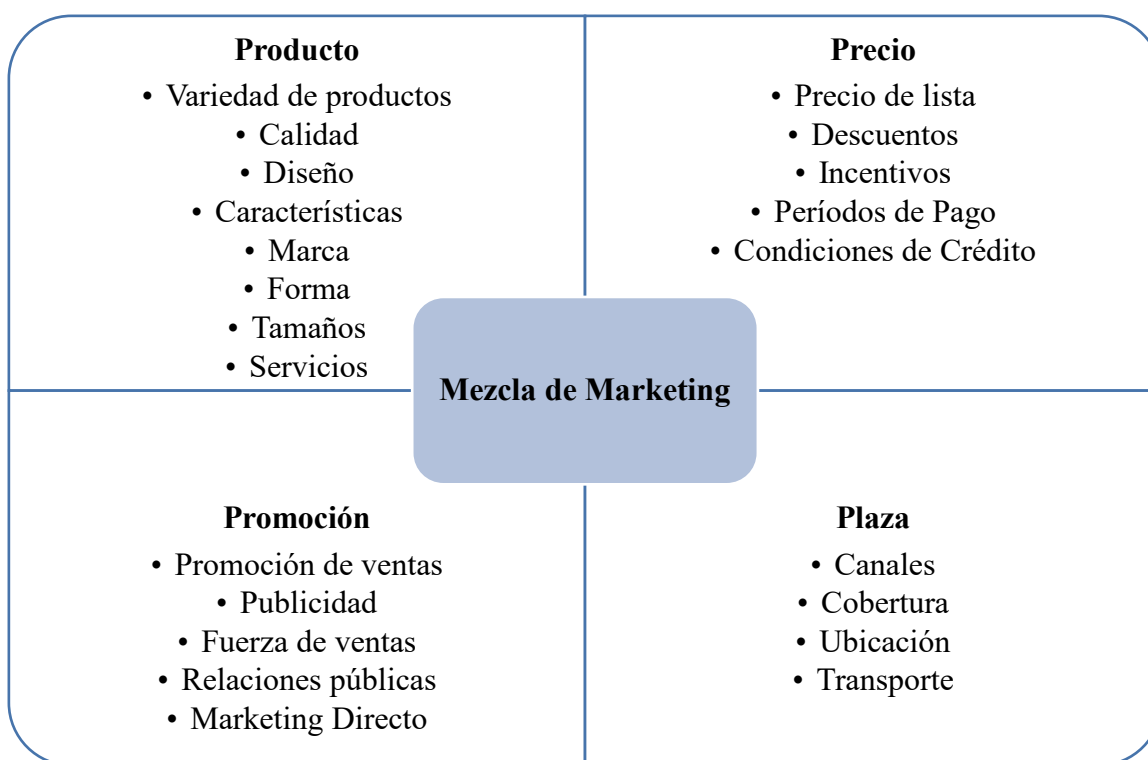 Producto
• Variedad de productos
• Calidad
• Diseño
• Características
• Marca
• Forma
• Tamaños
• Servicios
Precio
• Precio de lista
• Descuentos
• Incentivos
• Períodos de Pago
• Condiciones de Crédito
Mezcla de Marketing
Promoción
• Promoción de ventas
• Publicidad
• Fuerza de ventas
• Relaciones públicas
• Marketing Directo
Plaza
• Canales
• Cobertura
• Ubicación
• Transporte